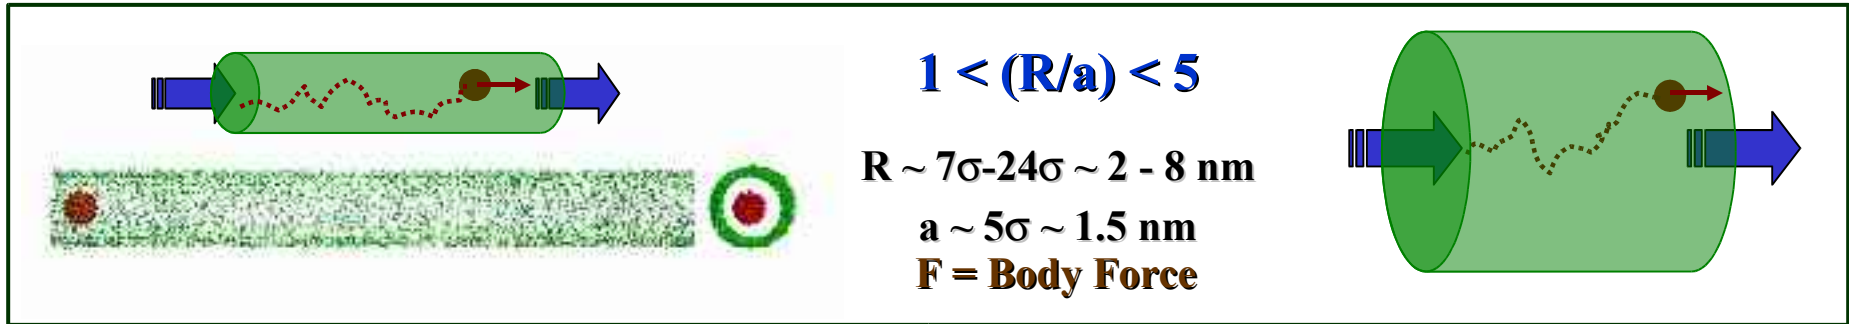 1 < (R/a) < 5
R ~ 7σ-24σ ~ 2 - 8 nm
a ~ 5σ ~ 1.5 nm
F = Body Force